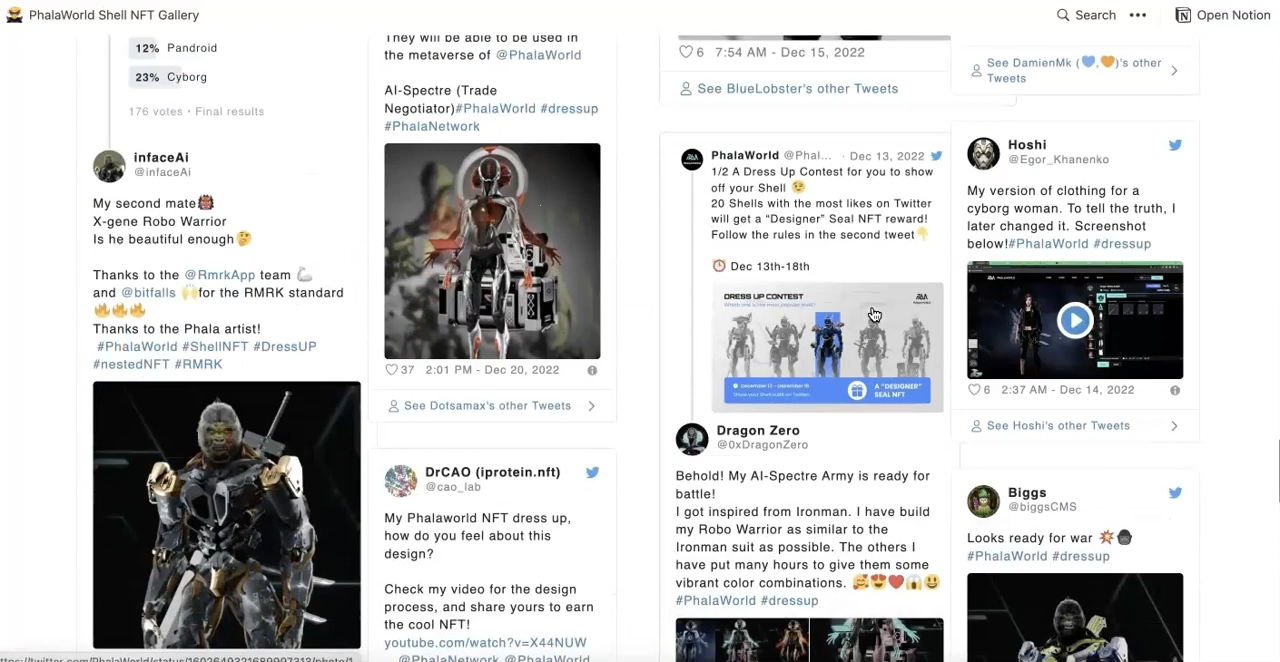 PhalaWorld Shell NFT Gallery
Search
Open Notion
12% Pandroid
23% Cyborg
176 votes · Final results
infaceAi
@infaceAi
My second mate👹
X-gene Robo Warrior
Is he beautiful enough🤔
Thanks to the @RmrkApp team 🦾
and @bitfalls 🙌for the RMRK standard
🔥🔥🔥
Thanks to the Phala artist!
#PhalaWorld #ShellNFT #DressUP
#nestedNFT #RMRK
They will be able to be used in
the metaverse of @PhalaWorld
AI-Spectre (Trade
Negotiator)#PhalaWorld #dressup
#PhalaNetwork
37 2:01 PM - Dec 20, 2022
See Dotsamax's other Tweets
DrCAO (iprotein.nft)
@cao_lab
My Phalaworld NFT dress up,
how do you feel about this
design?
Check my video for the design
process, and share yours to earn
the cool NFT!
youtube.com/watch?v=X44NUW
@PhalaNetwork @PhalaWorld
6 7:54 AM - Dec 15, 2022
See BlueLobster's other Tweets
PhalaWorld @Phal... · Dec 13, 2022
1/2 A Dress Up Contest for you to show
off your Shell 😉
20 Shells with the most likes on Twitter
will get a "Designer" Seal NFT reward!
Follow the rules in the second tweet👇
⏰ Dec 13th-18th
DRESS UP CONTEST
A "DESIGNER"
SEAL NFT
Dragon Zero
@0xDragonZero
Behold! My AI-Spectre Army is ready for
battle!
I got inspired from Ironman. I have build
my Robo Warrior as similar to the
Ironman suit as possible. The others I
have put many hours to give them some
vibrant color combinations. 🥰😍❤️😱😃
#PhalaWorld #dressup
See DamienMk (💙,🧡)'s other
Tweets
Hoshi
@Egor_Khanenko
My version of clothing for a
cyborg woman. To tell the truth, I
later changed it. Screenshot
below!#PhalaWorld #dressup
6 2:37 AM - Dec 14, 2022
See Hoshi's other Tweets
Biggs
@biggsCMS
Looks ready for war 💥🦍
#PhalaWorld #dressup